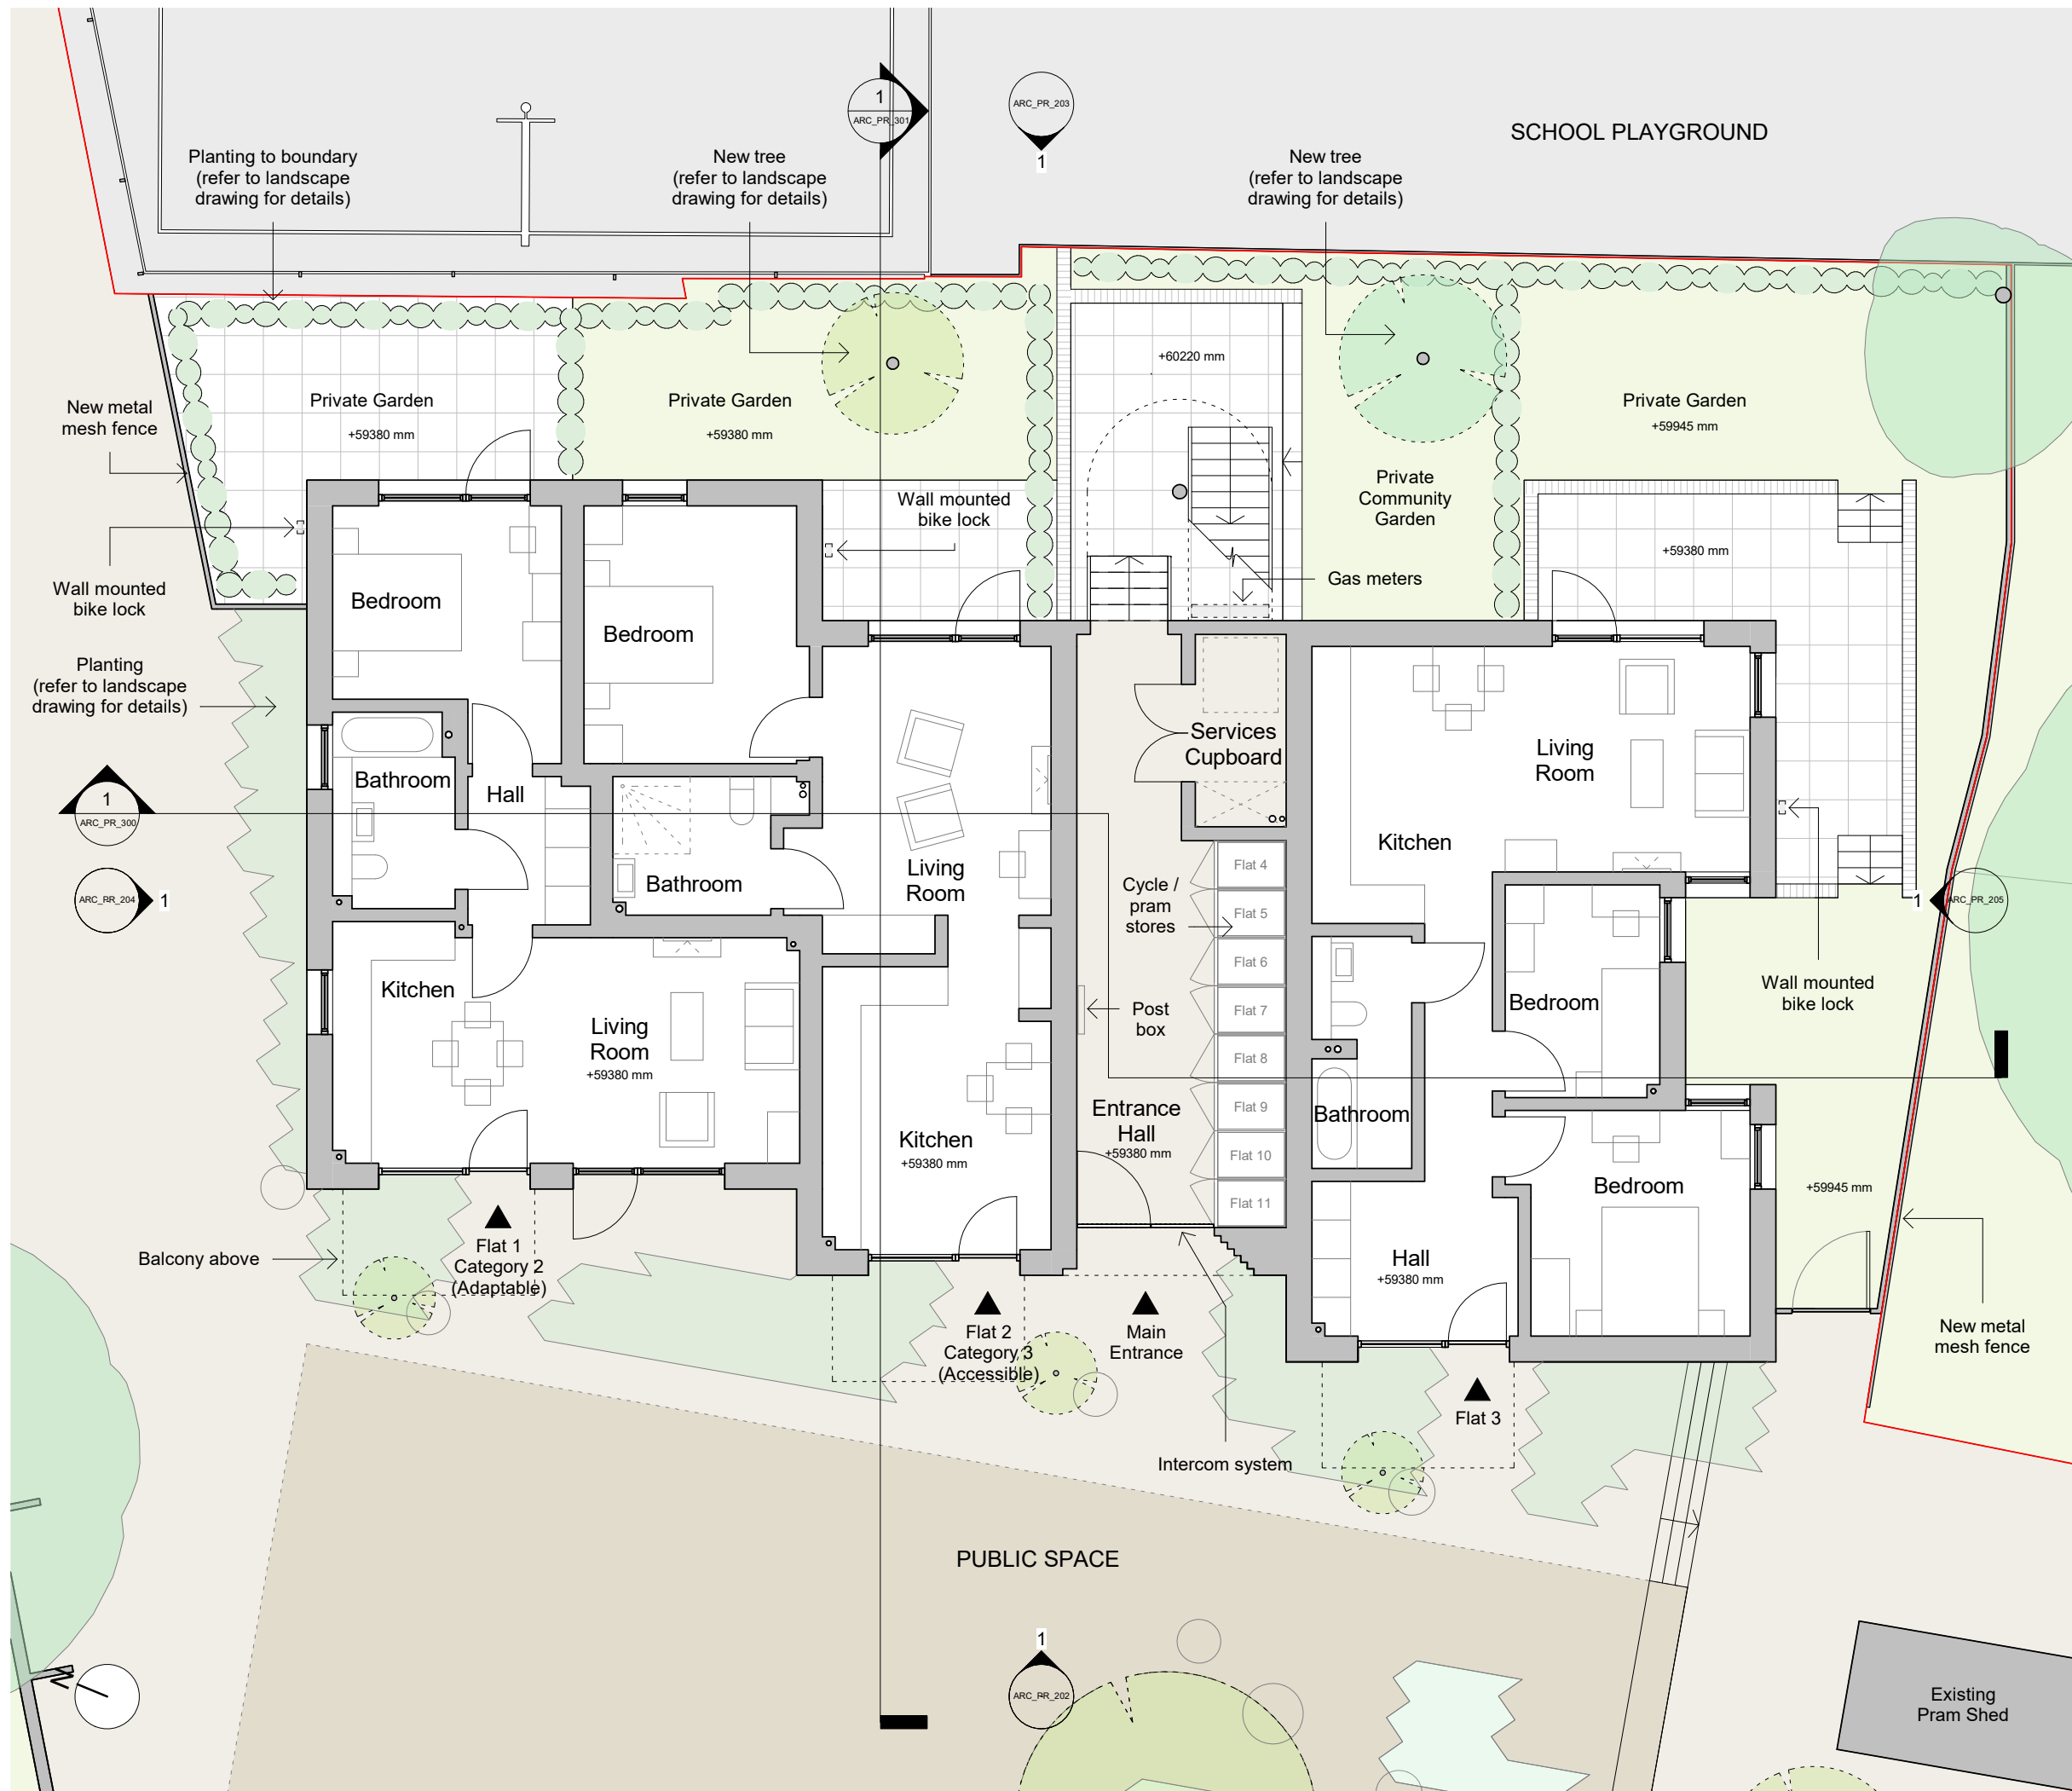 SCHOOL PLAYGROUND
1
ARC_PR_301
ARC_PR_203
1
Planting to boundary
(refer to landscape
drawing for details)
New tree
(refer to landscape
drawing for details)
New tree
(refer to landscape
drawing for details)
+60220 mm
New metal
mesh fence
Private Garden
+59380 mm
Private Garden
+59380 mm
Private Garden
+59945 mm
Private
Community
Garden
Wall mounted
bike lock
+59380 mm
Gas meters
Wall mounted
bike lock
Bedroom
Bedroom
Planting
(refer to landscape
drawing for details)
Services
Cupboard
Living
Room
Bathroom
Hall
1
ARC_PR_300
Kitchen
Living
Room
Bathroom
Flat 4
Cycle /
pram
stores
Flat 5
Flat 6
Flat 7
Flat 8
Flat 9
Flat 10
Flat 11
ARC_PR_204
1
1
ARC_PR_205
Kitchen
Living
Room
+59380 mm
Post
box
Bedroom
Wall mounted
bike lock
Entrance
Hall
+59380 mm
Bathroom
Kitchen
+59380 mm
Bedroom
+59945 mm
Balcony above
Flat 1
Category 2
(Adaptable)
Hall
+59380 mm
Flat 2
Category 3
(Accessible)
Main
Entrance
New metal
mesh fence
Flat 3
Intercom system
PUBLIC SPACE
1
ARC_PR_202
N
Existing
Pram Shed